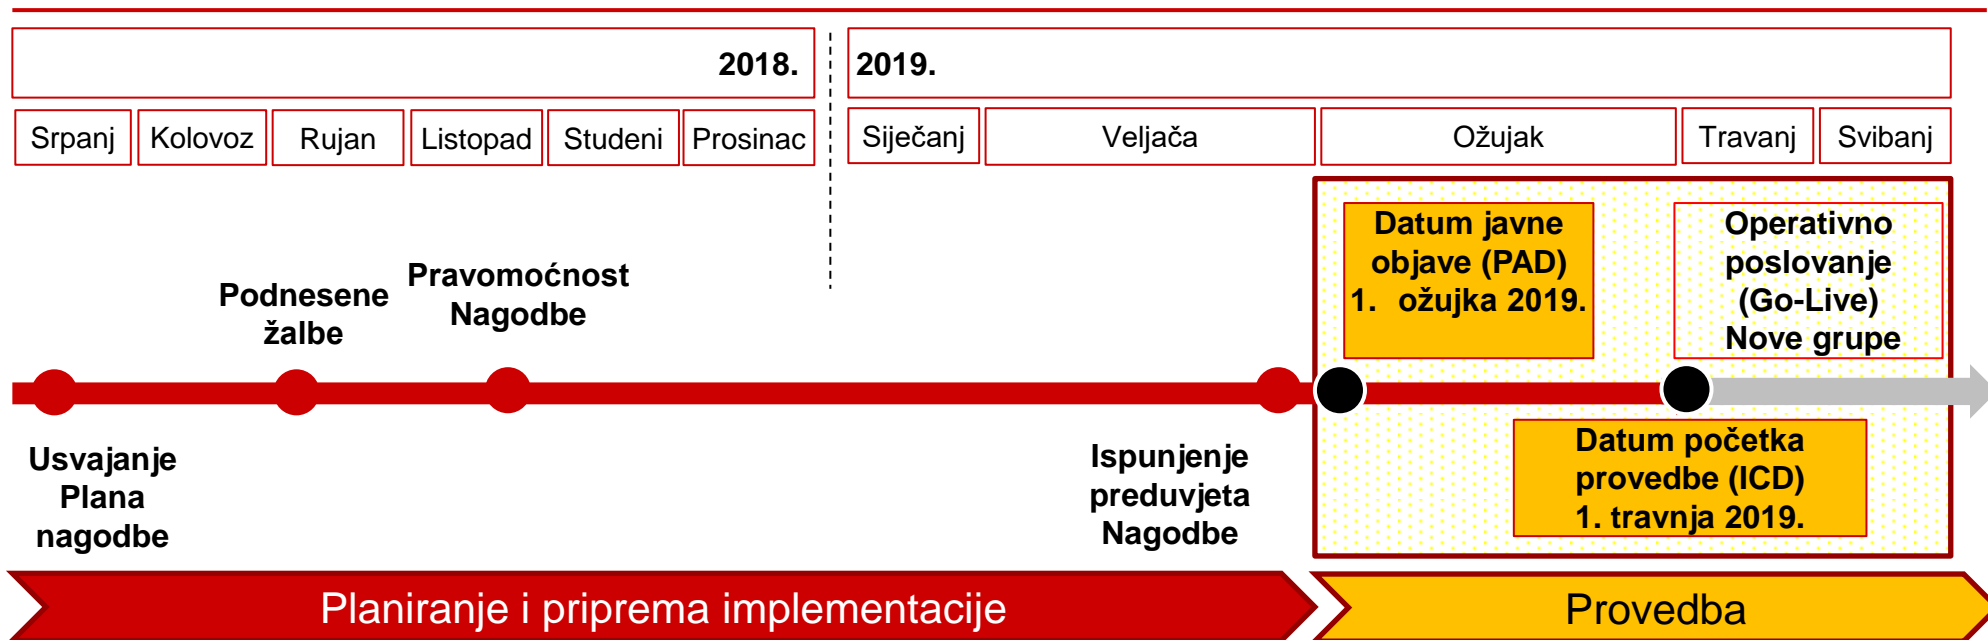 2018.
2019.
Srpanj
Kolovoz
Rujan
Listopad
Studeni
Prosinac
Siječanj
Veljača
Ožujak
Travanj
Svibanj
Podnesene
žalbe
Pravomoćnost
Nagodbe
Datum javne
objave (PAD)
1. ožujka 2019.
Operativno
poslovanje
(Go-Live)
Nove grupe
Usvajanje
Plana
nagodbe
Ispunjenje
preduvjeta
Nagodbe
Datum početka
provedbe (ICD)
1. travnja 2019.
Planiranje i priprema implementacije
Provedba